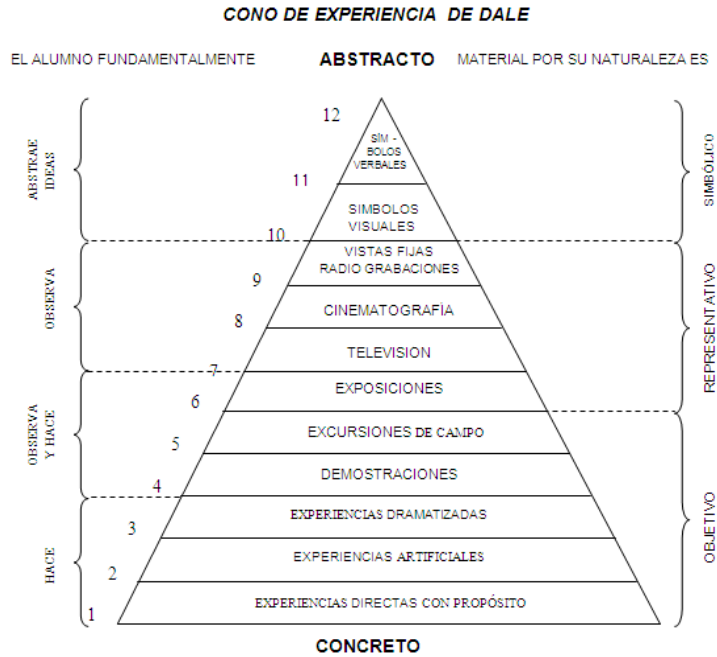 CONO DE EXPERIENCIA DE DALE
EL ALUMNO FUNDAMENTALMENTE
ABSTRACTO
MATERIAL POR SU NATURALEZA ES
12
SÍM -
BOLOS
VERBALES
11
SIMBOLOS
VISUALES
10
VISTAS FIJAS
RADIO GRABACIONES
9
CINEMATOGRAFÍA
8
TELEVISION
7
EXPOSICIONES
6
EXCURSIONES DE CAMPO
5
DEMOSTRACIONES
4
EXPERIENCIAS DRAMATIZADAS
3
EXPERIENCIAS ARTIFICIALES
2
EXPERIENCIAS DIRECTAS CON PROPÓSITO
1
CONCRETO
ABSTRAE
IDEAS
OBSERVA
OBSERVA
Y HACE
HACE
SIMBÓLICO
REPRESENTATIVO
OBJETIVO